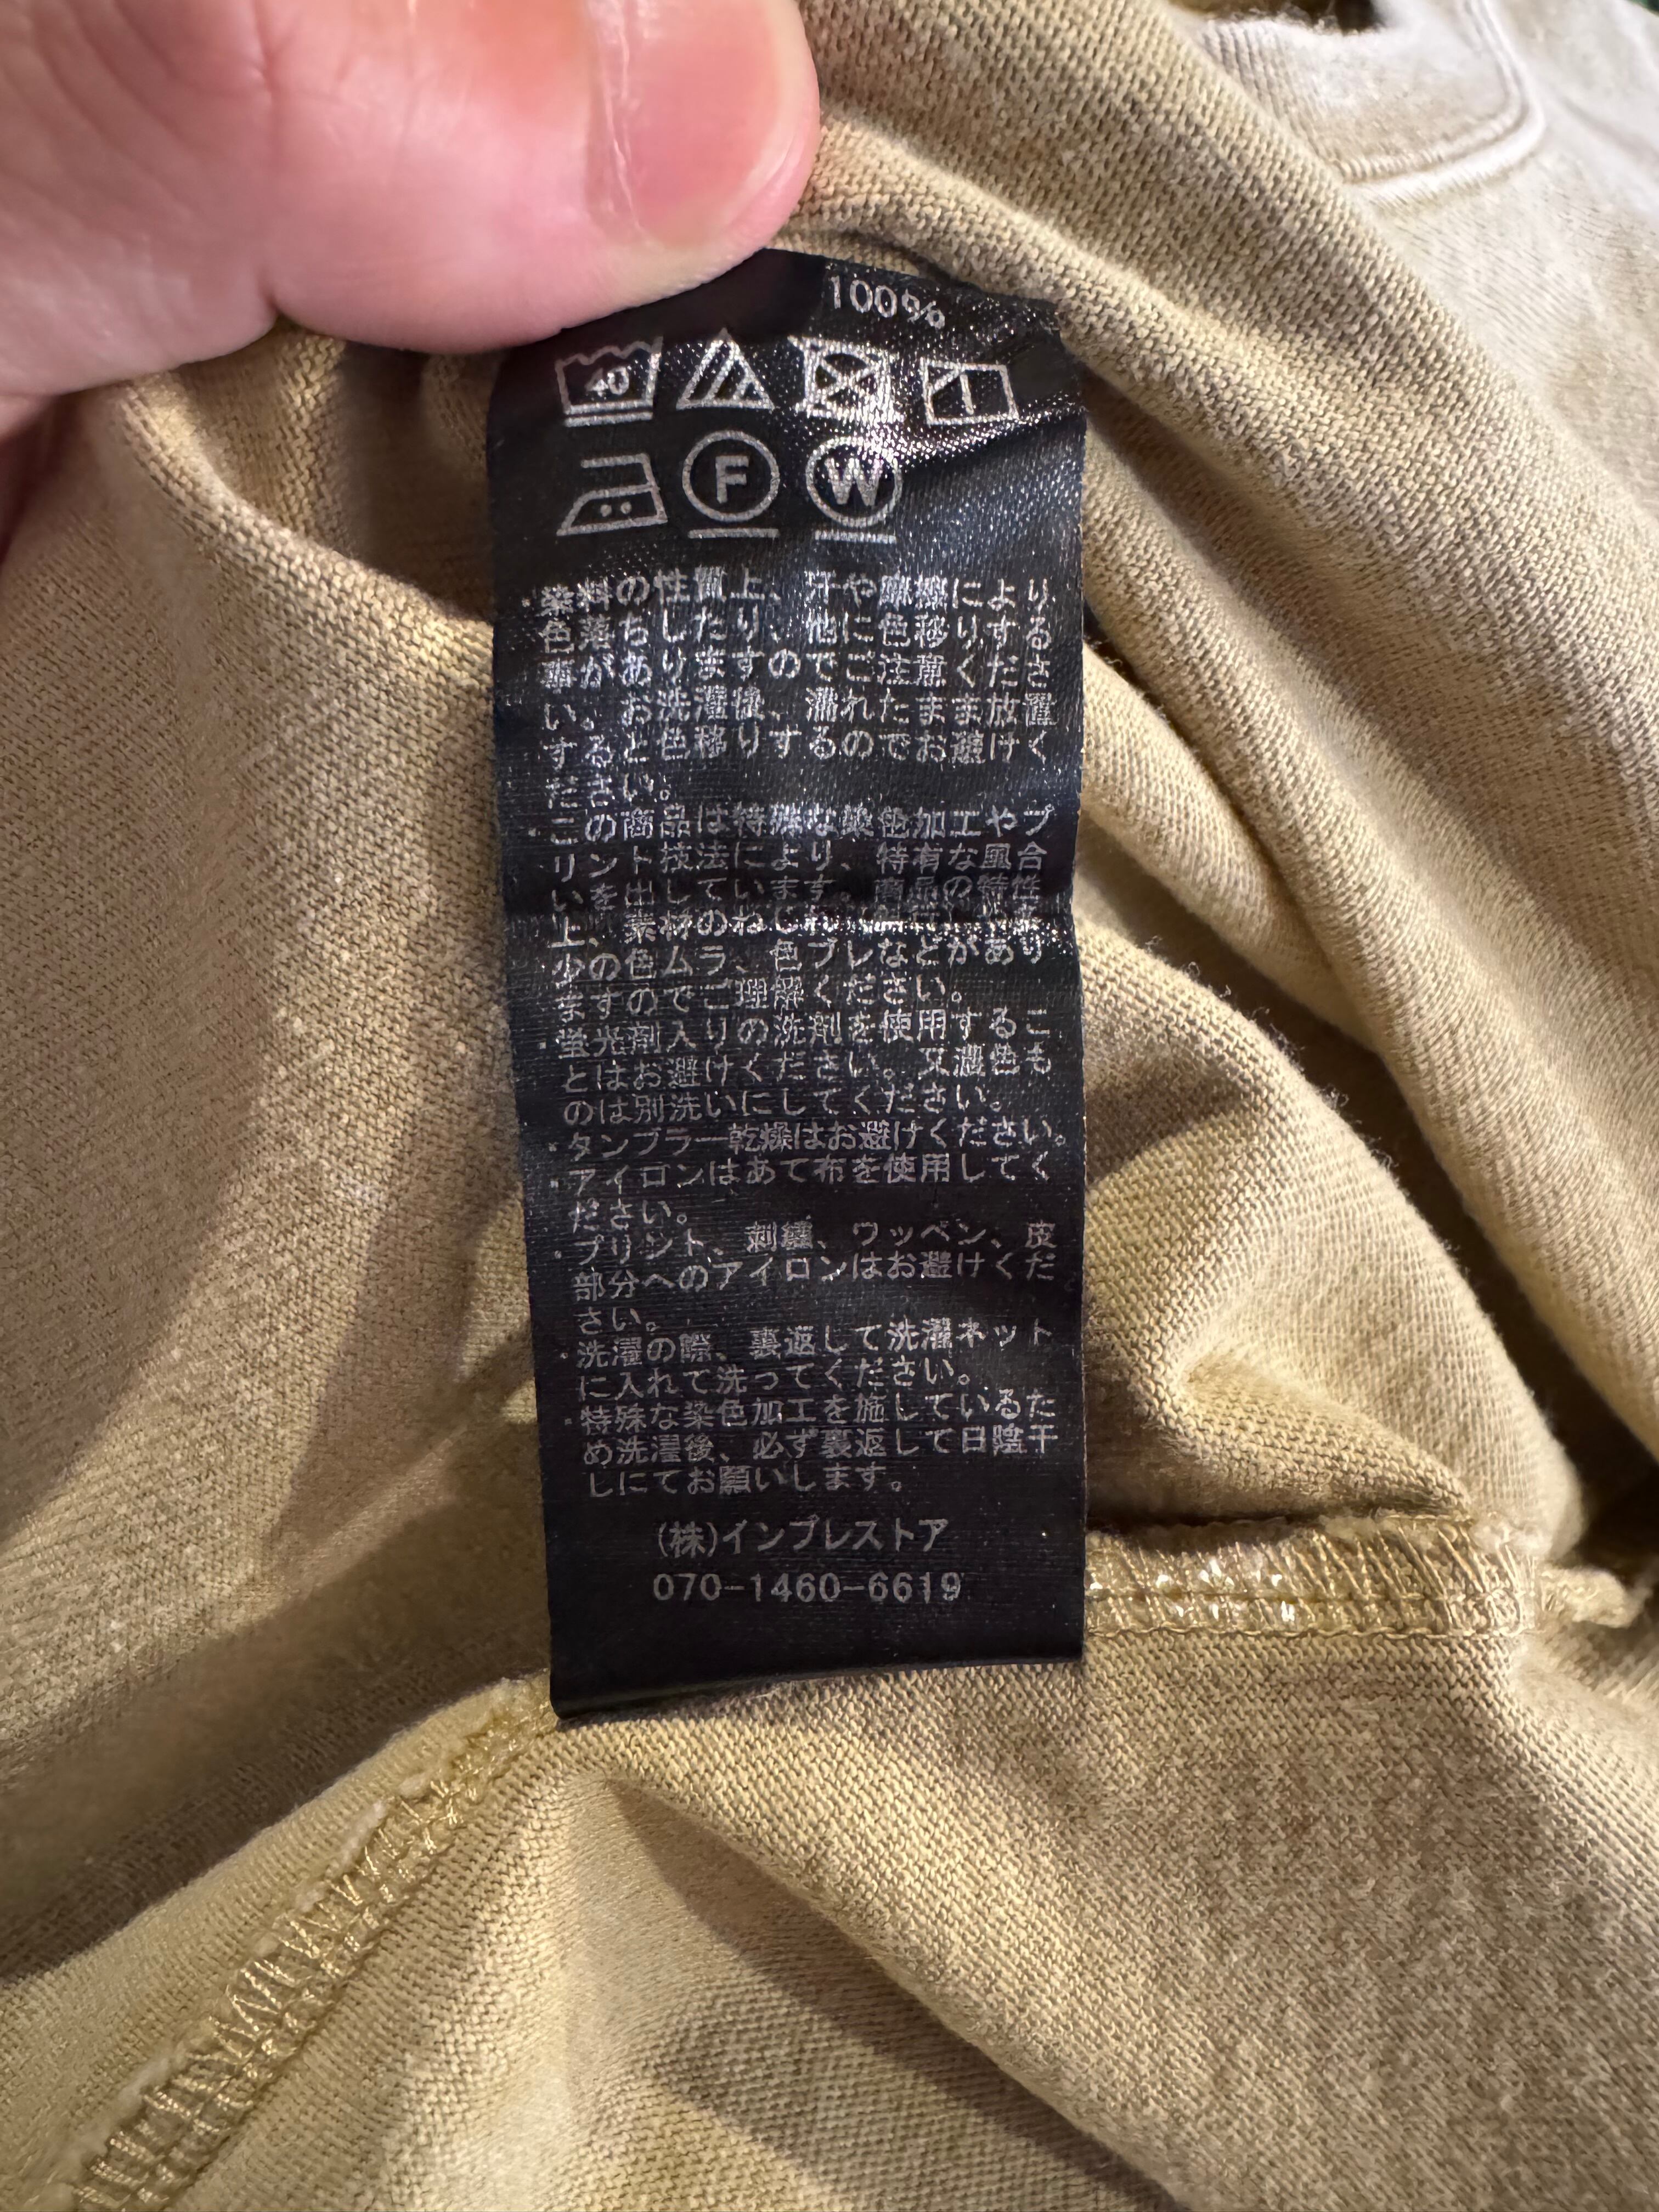 100%
40
F
W
・染料の性質上、汗や摩擦により
色落ちしたり、他に色移りする
事がありますのでご注意くださ
い。お洗濯後、濡れたまま放置
すると色移りするのでお避けく
ださい。
・この商品は特殊な染色加工やプ
リント技法により、特有な風合
いを出しています。商品の特性
上、素材のねじれ
少の色ムラ、色ブレなどがあり
ますのでご理解ください。
・蛍光剤入りの洗剤を使用するこ
とはお避けください。又濃色も
のは別洗いにしてください。
・タンブラー乾燥はお避けください。
・アイロンはあて布を使用してく
ださい。
・プリント、刺繍、ワッペン、皮
部分へのアイロンはお避けくだ
さい。
・洗濯の際、裏返して洗濯ネット
に入れて洗ってください。
・特殊な染色加工を施しているた
め洗濯後、必ず裏返して日陰干
しにてお願いします。
(株)インプレストア
070-1460-6619